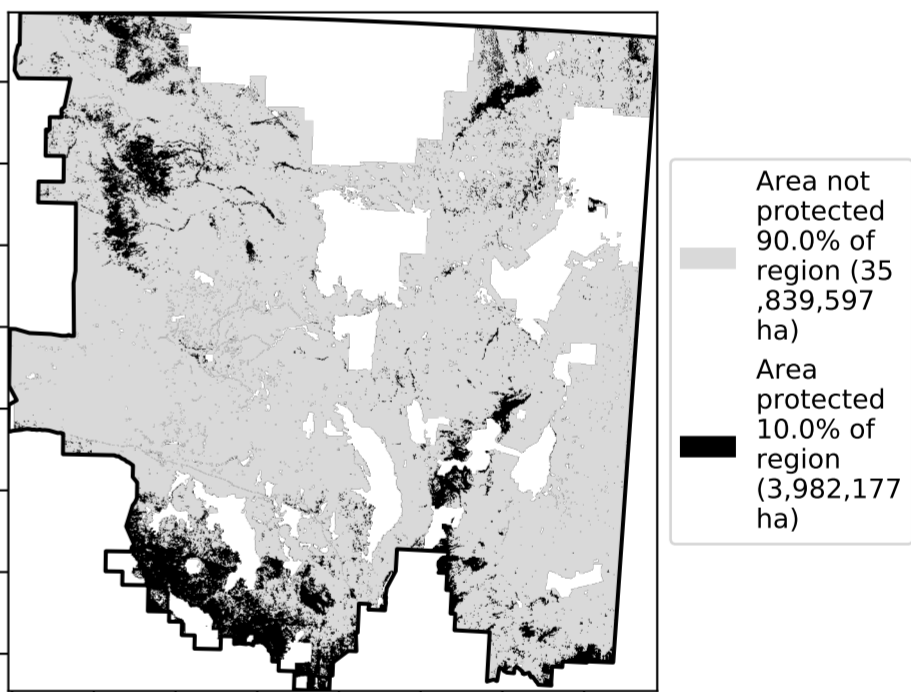 Area not
protected
90.0% of
region (35
,839,597
ha)
Area
protected
10.0% of
region
(3,982,177
ha)